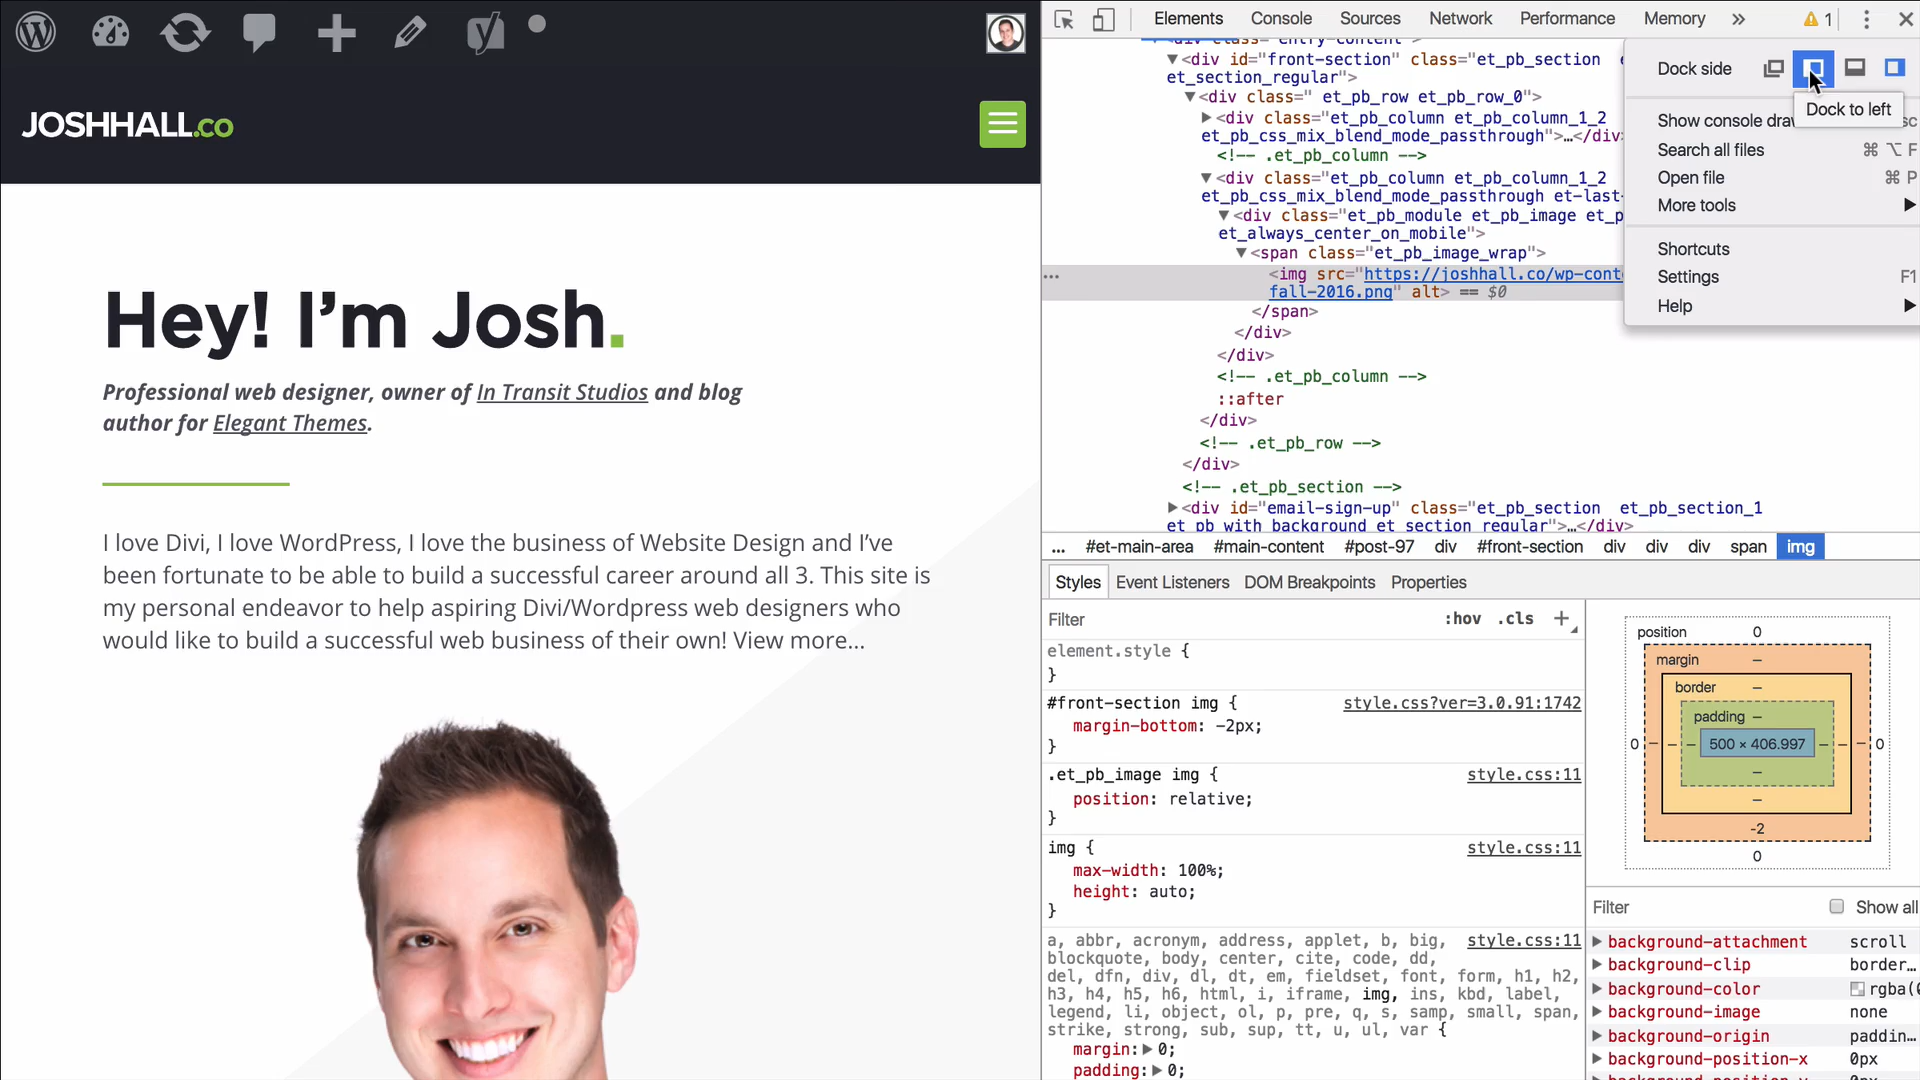 JOSHHALL.co
Hey! I’m Josh.
Professional web designer, owner of In Transit Studios and blog
author for Elegant Themes.
I love Divi, I love WordPress, I love the business of Website Design and I’ve
been fortunate to be able to build a successful career around all 3. This site is
my personal endeavor to help aspiring Divi/Wordpress web designers who
would like to build a successful web business of their own! View more...
Elements Console Sources Network Performance Memory » 1
<div class="entry-content">
▼<div id="front-section" class="et_pb_section
et_section_regular">
▼<div class=" et_pb_row et_pb_row_0">
▶<div class="et_pb_column et_pb_column_1_2
et_pb_css_mix_blend_mode_passthrough">…</div>
<!-- .et_pb_column -->
▼<div class="et_pb_column et_pb_column_1_2
et_pb_css_mix_blend_mode_passthrough et-last-
▼<div class="et_pb_module et_pb_image et_p
et_always_center_on_mobile">
▼<span class="et_pb_image_wrap">
... <img src="https://joshhall.co/wp-cont
fall-2016.png" alt> == $0
</span>
</div>
</div>
<!-- .et_pb_column -->
::after
</div>
<!-- .et_pb_row -->
</div>
<!-- .et_pb_section -->
▶<div id="email-sign-up" class="et_pb_section et_pb_section_1
et_pb_with_background et_section_regular">…</div>
Dock side
Dock to left
Show console
Search all files ⌘ ⌥ F
Open file ⌘ P
More tools ▶
Shortcuts
Settings F1
Help ▶
... #et-main-area #main-content #post-97 div #front-section div div div span img
Styles Event Listeners DOM Breakpoints Properties
Filter :hov .cls +
element.style {
}
#front-section img { style.css?ver=3.0.91:1742
margin-bottom: -2px;
}
.et_pb_image img { style.css:11
position: relative;
}
img { style.css:11
max-width: 100%;
height: auto;
}
a, abbr, acronym, address, applet, b, big, style.css:11
blockquote, body, center, cite, code, dd,
del, dfn, div, dl, dt, em, fieldset, font, form, h1, h2,
h3, h4, h5, h6, html, i, iframe, img, ins, kbd, label,
legend, li, object, ol, p, pre, q, s, samp, small, span,
strike, strong, sub, sup, tt, u, ul, var {
margin:▶ 0;
padding:▶ 0;
position 0
margin –
border –
padding –
0 – – – 500 × 406.997 – – – 0
–
–
-2
0
Filter Show all
▶ background-attachment scroll
▶ background-clip border…
▶ background-color rgba(
▶ background-image none
▶ background-origin paddin…
▶ background-position-x 0px